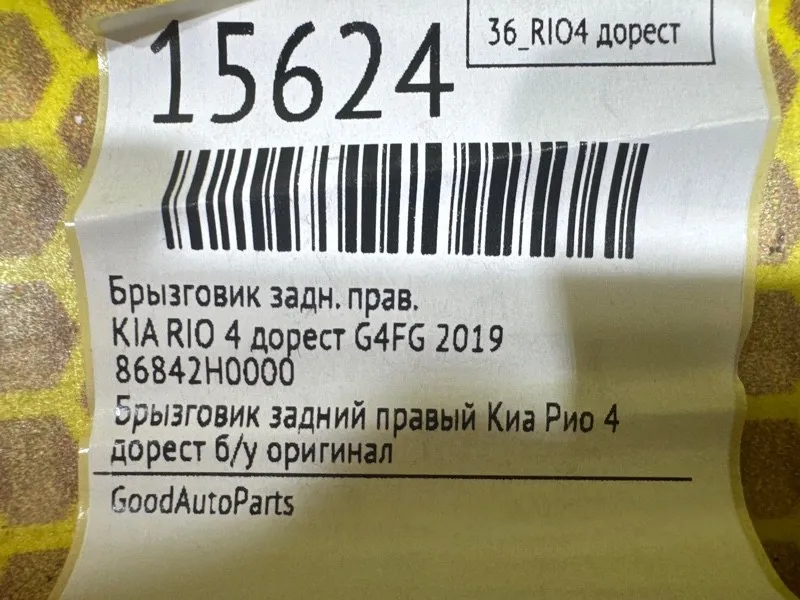 15624
36_RIO4 дорест
Брызговик задн. прав.
KIA RIO 4 дорест G4FG 2019
86842H0000
Брызговик задний правый Киа Рио 4
дорест б/у оригинал
GoodAutoParts